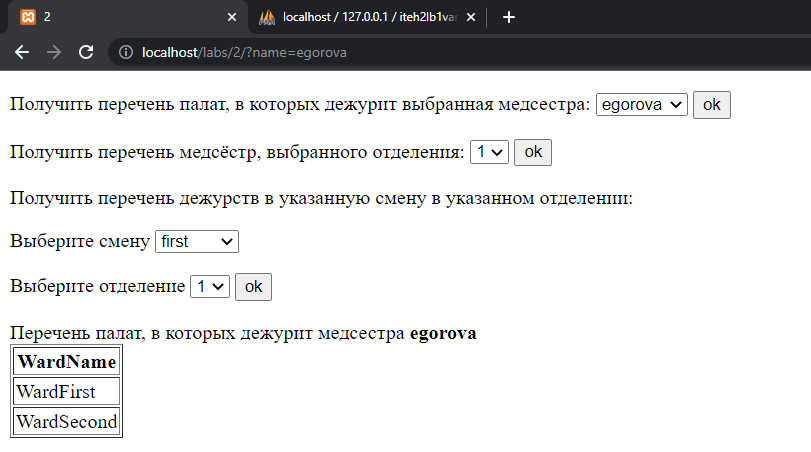 2
localhost / 127.0.0.1 / iteh2lb1var
localhost/labs/2/?name=egorova
Получить перечень палат, в которых дежурит выбранная медсестра: egorova ok
Получить перечень медсёстр, выбранного отделения: 1 ok
Получить перечень дежурств в указанную смену в указанном отделении:
Выберите смену first
Выберите отделение 1 ok
Перечень палат, в которых дежурит медсестра egorova
WardName
WardFirst
WardSecond